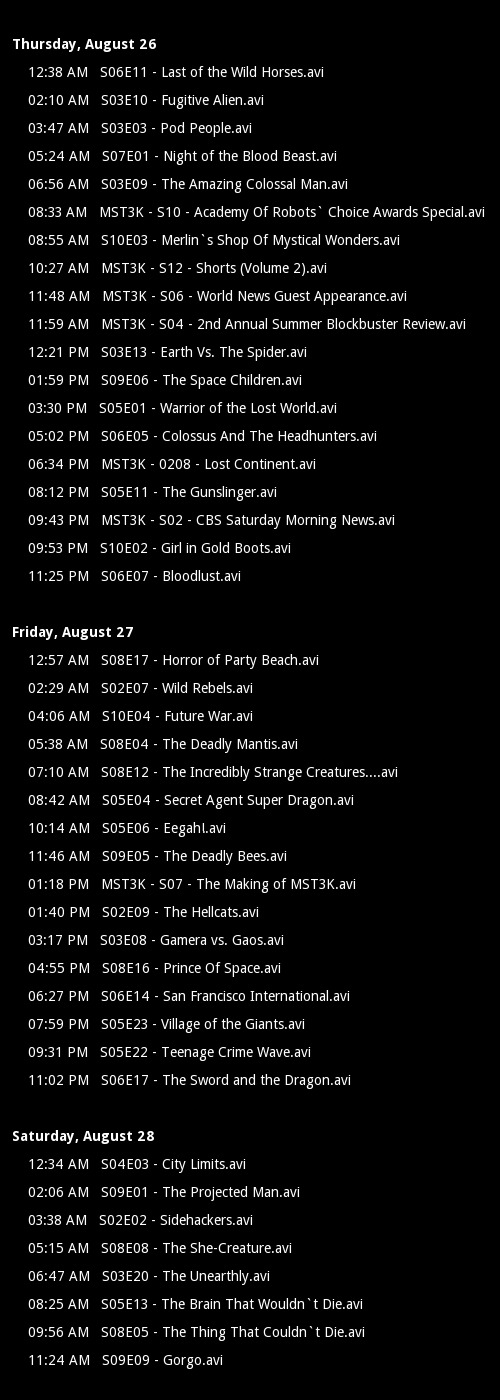 Thursday, August 26
12:38 AM S06E11 - Last of the Wild Horses.avi
02:10 AM S03E10 - Fugitive Alien.avi
03:47 AM S03E03 - Pod People.avi
05:24 AM S07E01 - Night of the Blood Beast.avi
06:56 AM S03E09 - The Amazing Colossal Man.avi
08:33 AM MST3K - S10 - Academy Of Robots` Choice Awards Special.avi
08:55 AM S10E03 - Merlin`s Shop Of Mystical Wonders.avi
10:27 AM MST3K - S12 - Shorts (Volume 2).avi
11:48 AM MST3K - S06 - World News Guest Appearance.avi
11:59 AM MST3K - S04 - 2nd Annual Summer Blockbuster Review.avi
12:21 PM S03E13 - Earth Vs. The Spider.avi
01:59 PM S09E06 - The Space Children.avi
03:30 PM S05E01 - Warrior of the Lost World.avi
05:02 PM S06E05 - Colossus And The Headhunters.avi
06:34 PM MST3K - 0208 - Lost Continent.avi
08:12 PM S05E11 - The Gunslinger.avi
09:43 PM MST3K - S02 - CBS Saturday Morning News.avi
09:53 PM S10E02 - Girl in Gold Boots.avi
11:25 PM S06E07 - Bloodlust.avi
Friday, August 27
12:57 AM S08E17 - Horror of Party Beach.avi
02:29 AM S02E07 - Wild Rebels.avi
04:06 AM S10E04 - Future War.avi
05:38 AM S08E04 - The Deadly Mantis.avi
07:10 AM S08E12 - The Incredibly Strange Creatures....avi
08:42 AM S05E04 - Secret Agent Super Dragon.avi
10:14 AM S05E06 - Eegah!.avi
11:46 AM S09E05 - The Deadly Bees.avi
01:18 PM MST3K - S07 - The Making of MST3K.avi
01:40 PM S02E09 - The Hellcats.avi
03:17 PM S03E08 - Gamera vs. Gaos.avi
04:55 PM S08E16 - Prince Of Space.avi
06:27 PM S06E14 - San Francisco International.avi
07:59 PM S05E23 - Village of the Giants.avi
09:31 PM S05E22 - Teenage Crime Wave.avi
11:02 PM S06E17 - The Sword and the Dragon.avi
Saturday, August 28
12:34 AM S04E03 - City Limits.avi
02:06 AM S09E01 - The Projected Man.avi
03:38 AM S02E02 - Sidehackers.avi
05:15 AM S08E08 - The She-Creature.avi
06:47 AM S03E20 - The Unearthly.avi
08:25 AM S05E13 - The Brain That Wouldn`t Die.avi
09:56 AM S08E05 - The Thing That Couldn`t Die.avi
11:24 AM S09E09 - Gorgo.avi